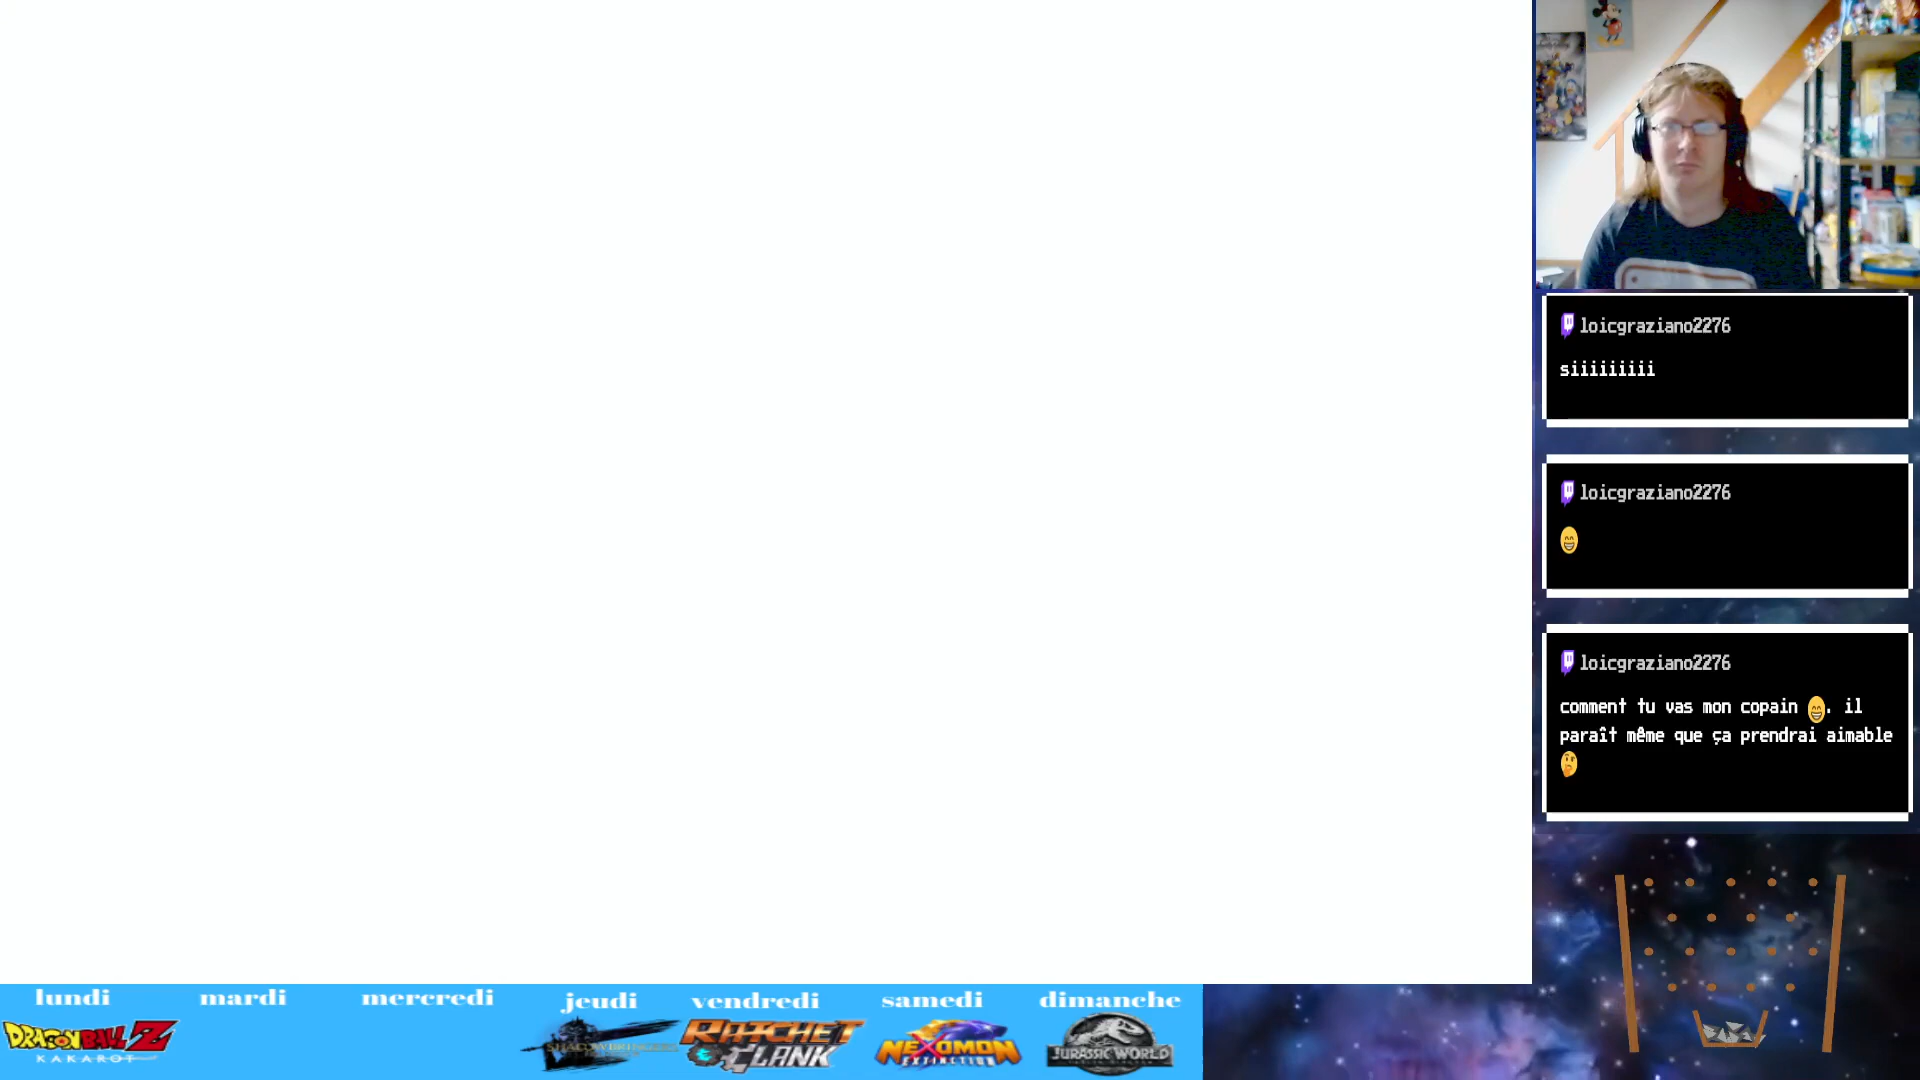 loicgraziano2276
siiiiiiiii
loicgraziano2276
😁
loicgraziano2276
comment tu vas mon copain 😁. il
paraît même que ça prendrai aimable
🤔
lundi mardi mercredi jeudi vendredi samedi dimanche
DRAGON BALL Z
KAKAROT
RATCHET
CLANK
NEXOMON
EXTINCTION
JURASSIC WORLD